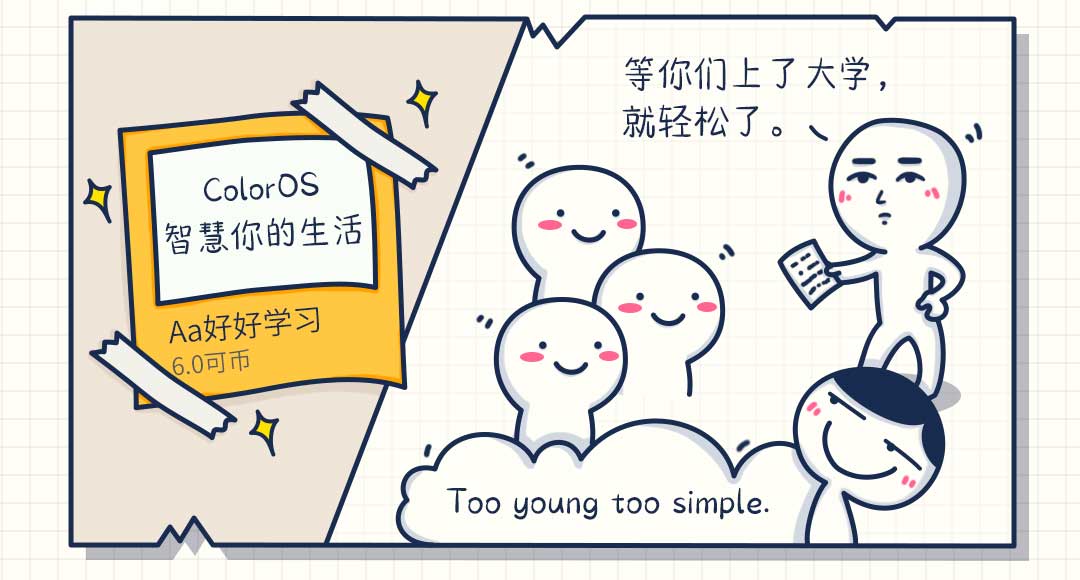 ColorOS
智慧你的生活
Aa好好学习
6.0可币
等你们上了大学，
就轻松了。
Too young too simple.